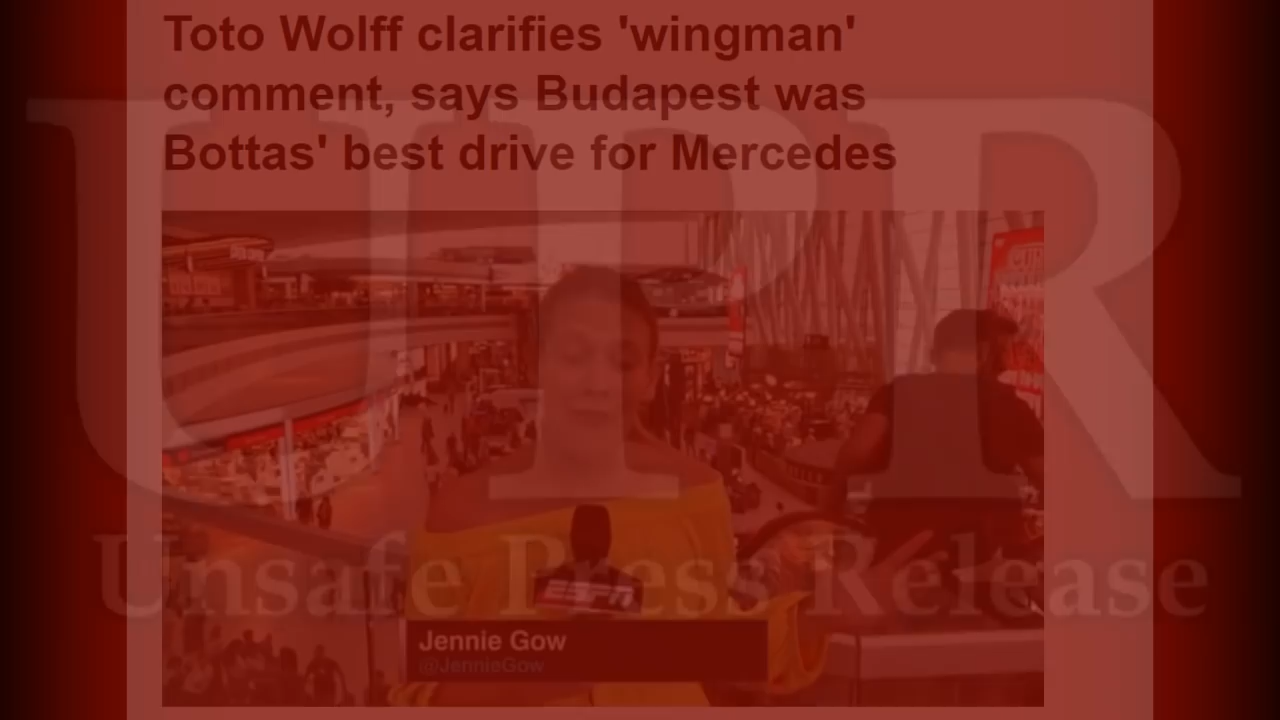 Toto Wolff clarifies 'wingman'
comment, says Budapest was
Bottas' best drive for Mercedes
UPR
Unsafe Press Release
ESPN
Jennie Gow
@JennieGow